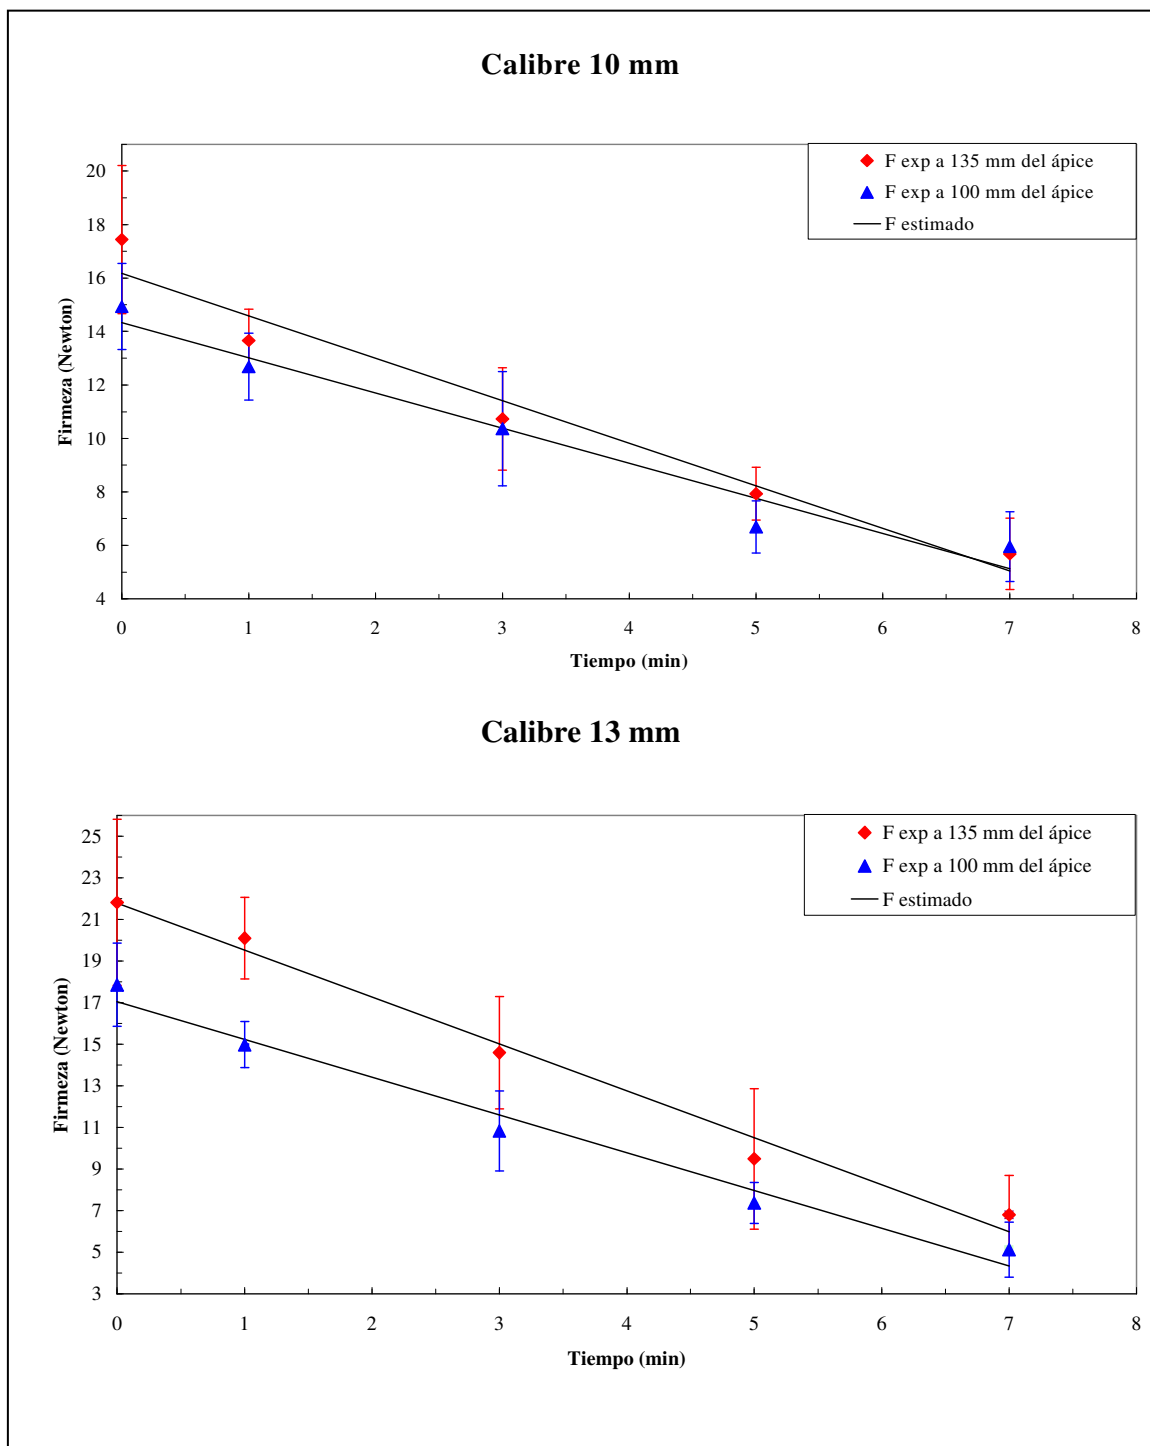 Calibre 10 mm
F exp a 135 mm del ápice
F exp a 100 mm del ápice
F estimado
Firmeza (Newton)
20
18
16
14
12
10
8
6
4
0 1 2 3 4 5 6 7 8
Tiempo (min)
Calibre 13 mm
F exp a 135 mm del ápice
F exp a 100 mm del ápice
F estimado
Firmeza (Newton)
25
23
21
19
17
15
13
11
9
7
5
3
0 1 2 3 4 5 6 7 8
Tiempo (min)